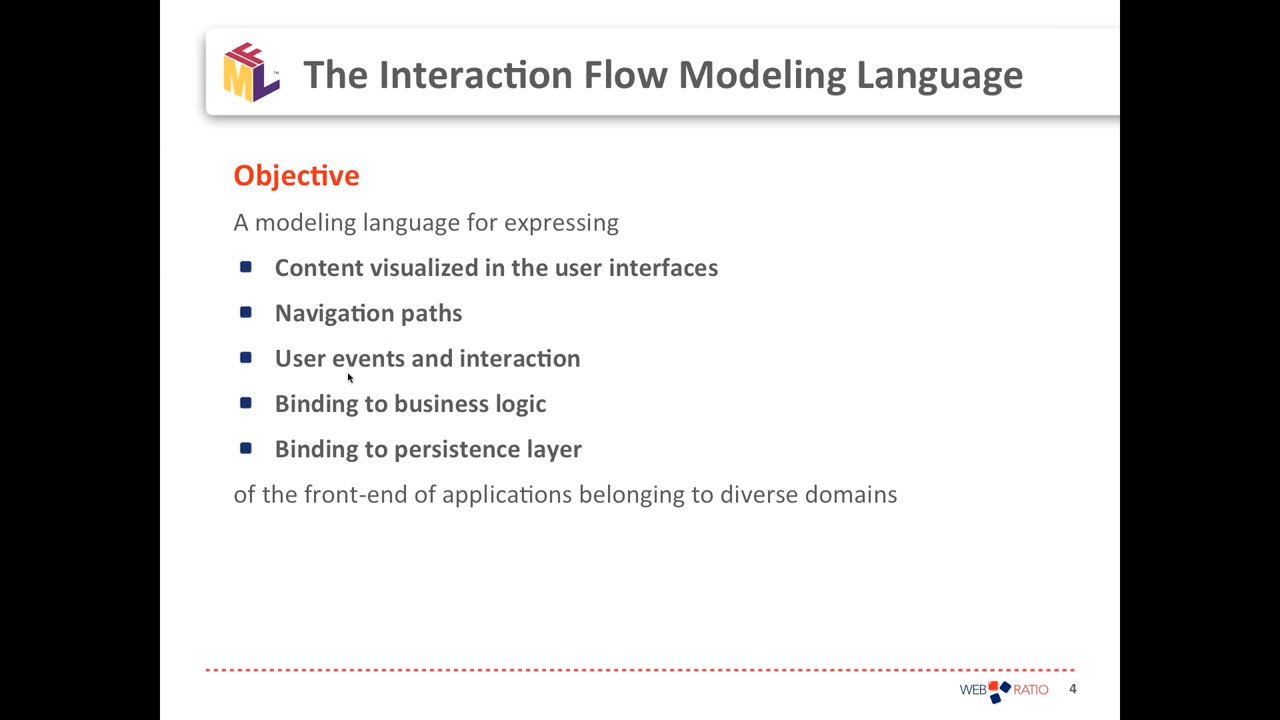 IFML™
The Interaction Flow Modeling Language
Objective
A modeling language for expressing
Content visualized in the user interfaces
Navigation paths
User events and interaction
Binding to business logic
Binding to persistence layer
of the front-end of applications belonging to diverse domains
WEB RATIO
4